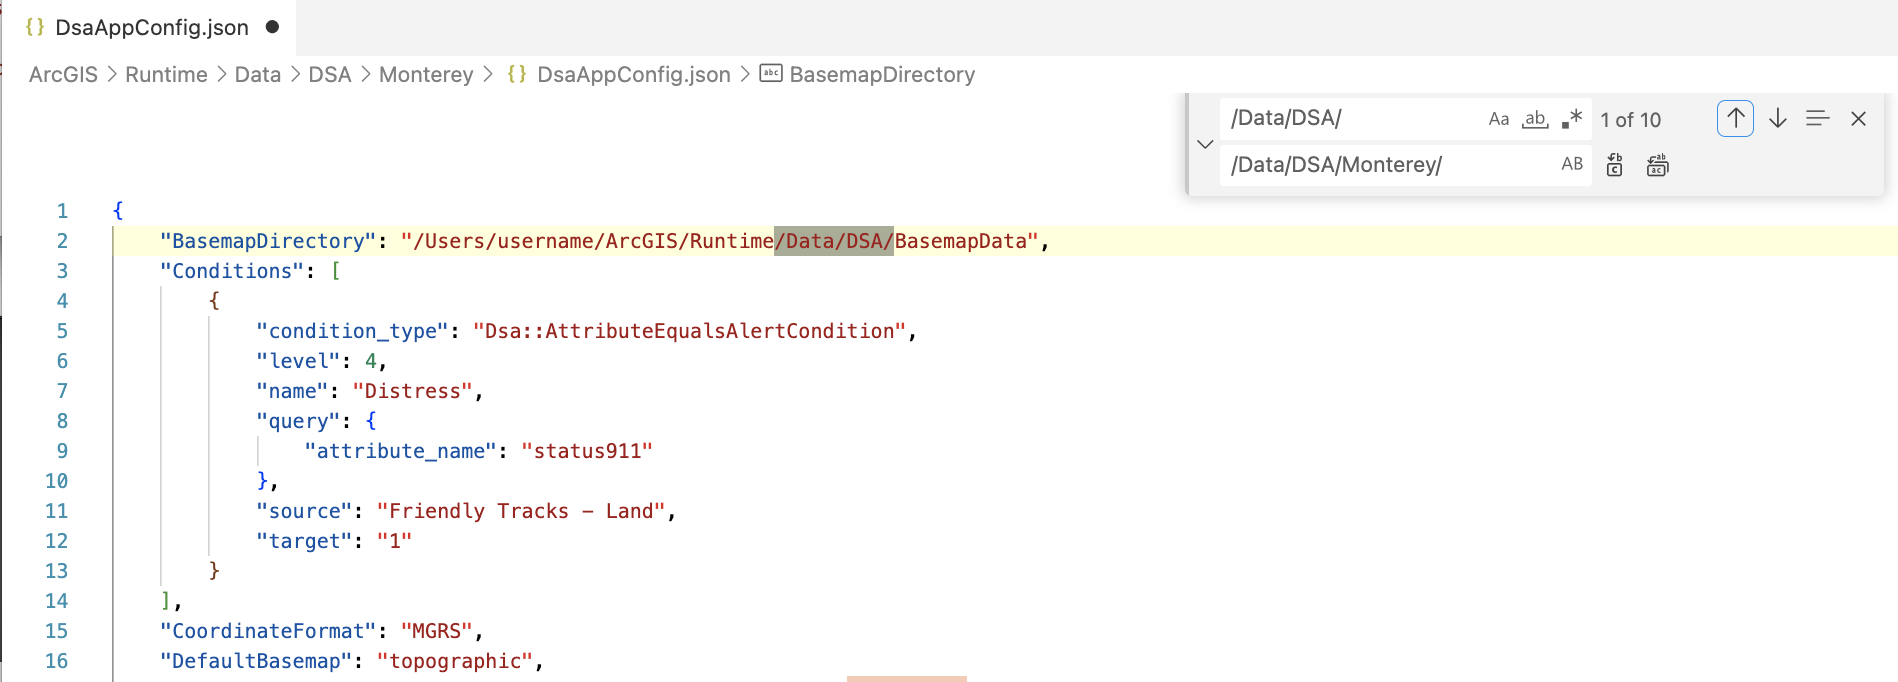 {} DsaAppConfig.json ●
ArcGIS > Runtime > Data > DSA > Monterey > {} DsaAppConfig.json > abc BasemapDirectory
/Data/DSA/ Aa ab .* 1 of 10
/Data/DSA/Monterey/ AB
1 {
2 "BasemapDirectory": "/Users/username/ArcGIS/Runtime/Data/DSA/BasemapData",
3 "Conditions": [
4 {
5 "condition_type": "Dsa::AttributeEqualsAlertCondition",
6 "level": 4,
7 "name": "Distress",
8 "query": {
9 "attribute_name": "status911"
10 },
11 "source": "Friendly Tracks - Land",
12 "target": "1"
13 }
14 ],
15 "CoordinateFormat": "MGRS",
16 "DefaultBasemap": "topographic",